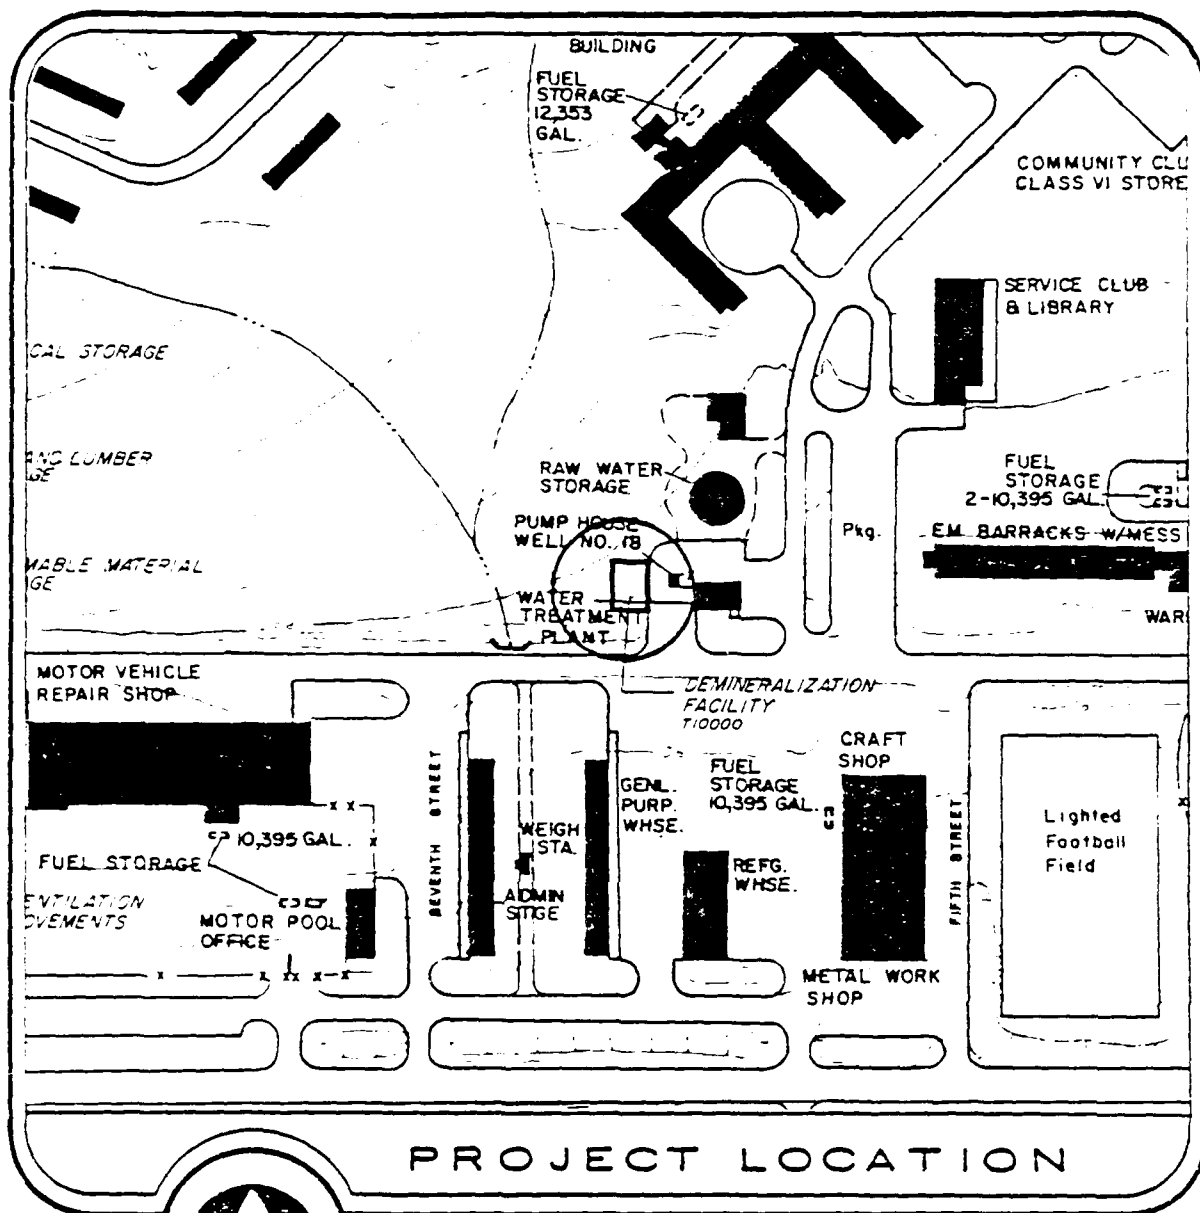 BUILDING
FUEL
STORAGE
12,353
GAL.
COMMUNITY
CLASS VI STORE
SERVICE CLUB
& LIBRARY
STORAGE
LUMBER
RAW WATER
STORAGE
FUEL
STORAGE
2-10,395 GAL.
PUMP HOUSE
WELL NO. 18
Pkg.
EM BARRACKS W/MESS
MATERIAL
WATER
TREATMENT
PLANT
MOTOR VEHICLE
REPAIR SHOP
DEMINERALIZATION
FACILITY
T10000
CRAFT
SHOP
SEVENTH STREET
GENL.
PURP.
WHSE.
FUEL
STORAGE
10,395 GAL.
WEIGH
STA.
10,395 GAL.
FUEL STORAGE
Lighted
Football
Field
FIFTH STREET
REFG.
WHSE.
ADMIN
STGE
MOTOR POOL
OFFICE
METAL WORK
SHOP
PROJECT LOCATION